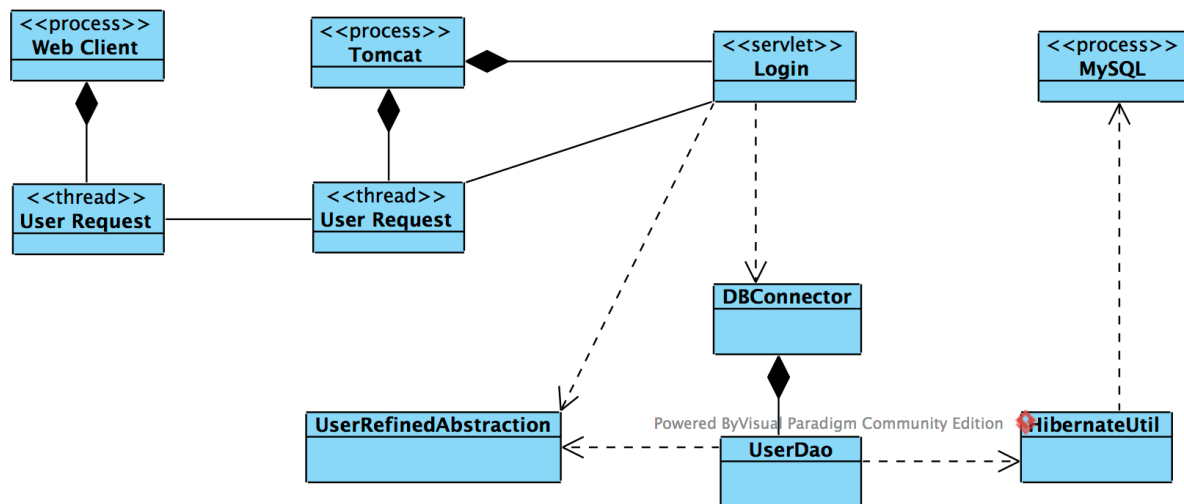 <<process>>
Web Client
<<process>>
Tomcat
<<servlet>>
Login
<<process>>
MySQL
<<thread>>
User Request
<<thread>>
User Request
DBConnector
UserRefinedAbstraction
Powered ByVisual Paradigm Community Edition
HibernateUtil
UserDao